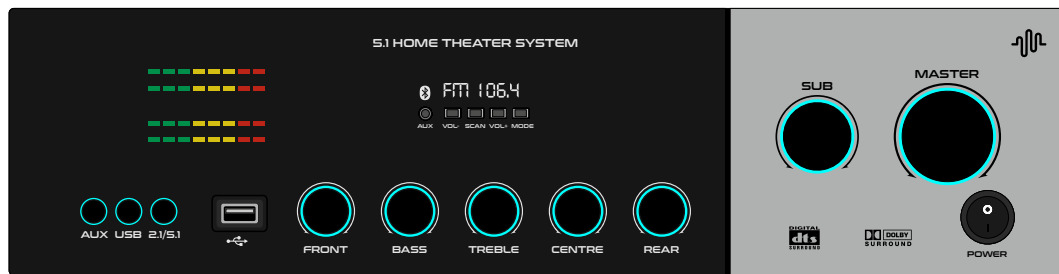 5.1 HOME THEATER SYSTEM
FM 106.4
AUX VOL- SCAN VOL+ MODE
AUX USB 2.1/5.1
FRONT BASS TREBLE CENTRE REAR
SUB
MASTER
DIGITAL
dts
SURROUND
DOLBY
SURROUND
POWER